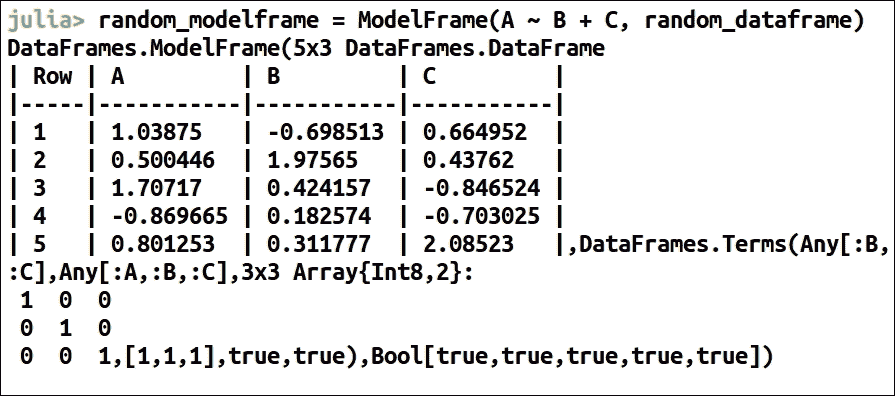 julia> random_modelframe = ModelFrame(A ~ B + C, random_dataframe)
DataFrames.ModelFrame(5x3 DataFrames.DataFrame
| Row | A         | B         | C         |
|-----|-----------|-----------|-----------|
| 1   | 1.03875   | -0.698513 | 0.664952  |
| 2   | 0.500446  | 1.97565   | 0.43762   |
| 3   | 1.70717   | 0.424157  | -0.846524 |
| 4   | -0.869665 | 0.182574  | -0.703025 |
| 5   | 0.801253  | 0.311777  | 2.08523   |,DataFrames.Terms(Any[:B,
:C],Any[:A,:B,:C],3x3 Array{Int8,2}:
 1  0  0
 0  1  0
 0  0  1,[1,1,1],true,true),Bool[true,true,true,true,true])